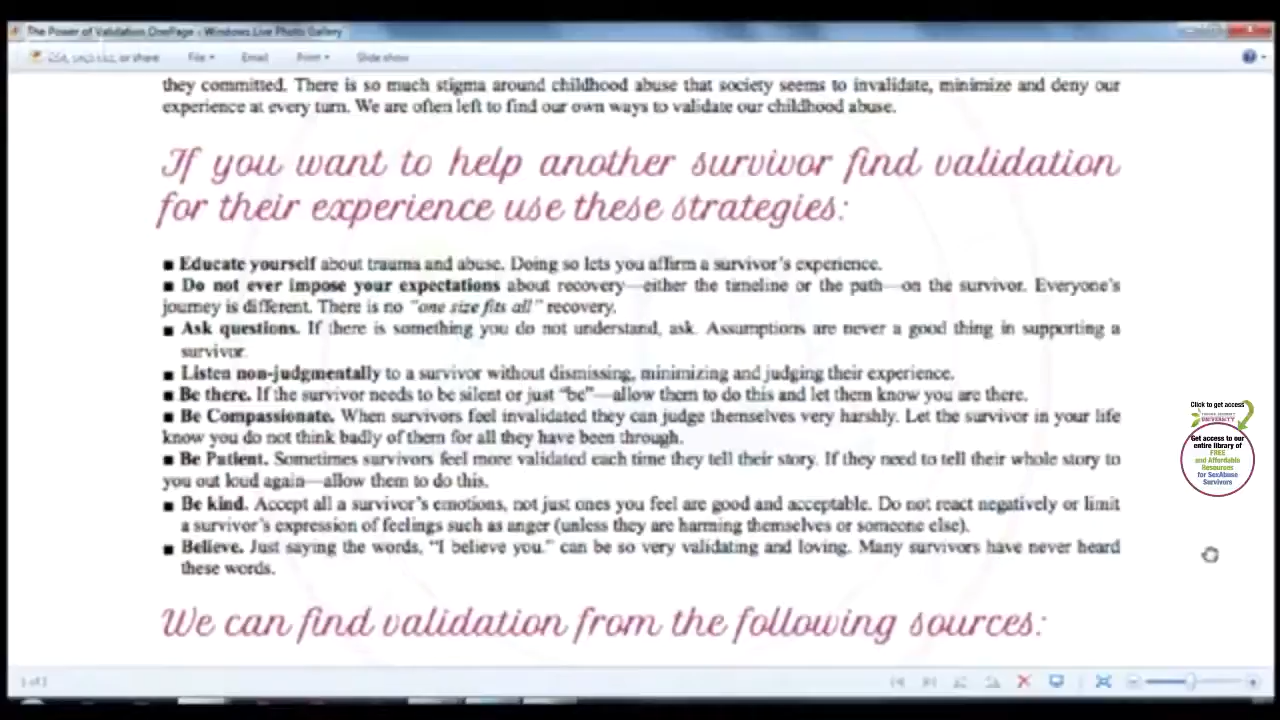 The Power of Validation OnePage - Windows Live Photo Gallery
or share File Email Print Slide show
they committed. There is so much stigma around childhood abuse that society seems to invalidate, minimize and deny our
experience at every turn. We are often left to find our own ways to validate our childhood abuse.
If you want to help another survivor find validation
for their experience use these strategies:
■ Educate yourself about trauma and abuse. Doing so lets you affirm a survivor's experience.
■ Do not ever impose your expectations about recovery—either the timeline or the path—on the survivor. Everyone's
journey is different. There is no "one size fits all" recovery.
■ Ask questions. If there is something you do not understand, ask. Assumptions are never a good thing in supporting a
survivor.
■ Listen non-judgmentally to a survivor without dismissing, minimizing and judging their experience.
■ Be there. If the survivor needs to be silent or just "be"—allow them to do this and let them know you are there.
■ Be Compassionate. When survivors feel invalidated they can judge themselves very harshly. Let the survivor in your life
know you do not think badly of them for all they have been through.
■ Be Patient. Sometimes survivors feel more validated each time they tell their story. If they need to tell their whole story to
you out loud again—allow them to do this.
■ Be kind. Accept all a survivor's emotions, not just ones you feel are good and acceptable. Do not react negatively or limit
a survivor's expression of feelings such as anger (unless they are harming themselves or someone else).
■ Believe. Just saying the words, "I believe you." can be so very validating and loving. Many survivors have never heard
these words.
We can find validation from the following sources:
Click to get access
UNIVERSITY
Get access to our
entire library of
FREE
and Affordable
Resources
for SexAbuse
Survivors